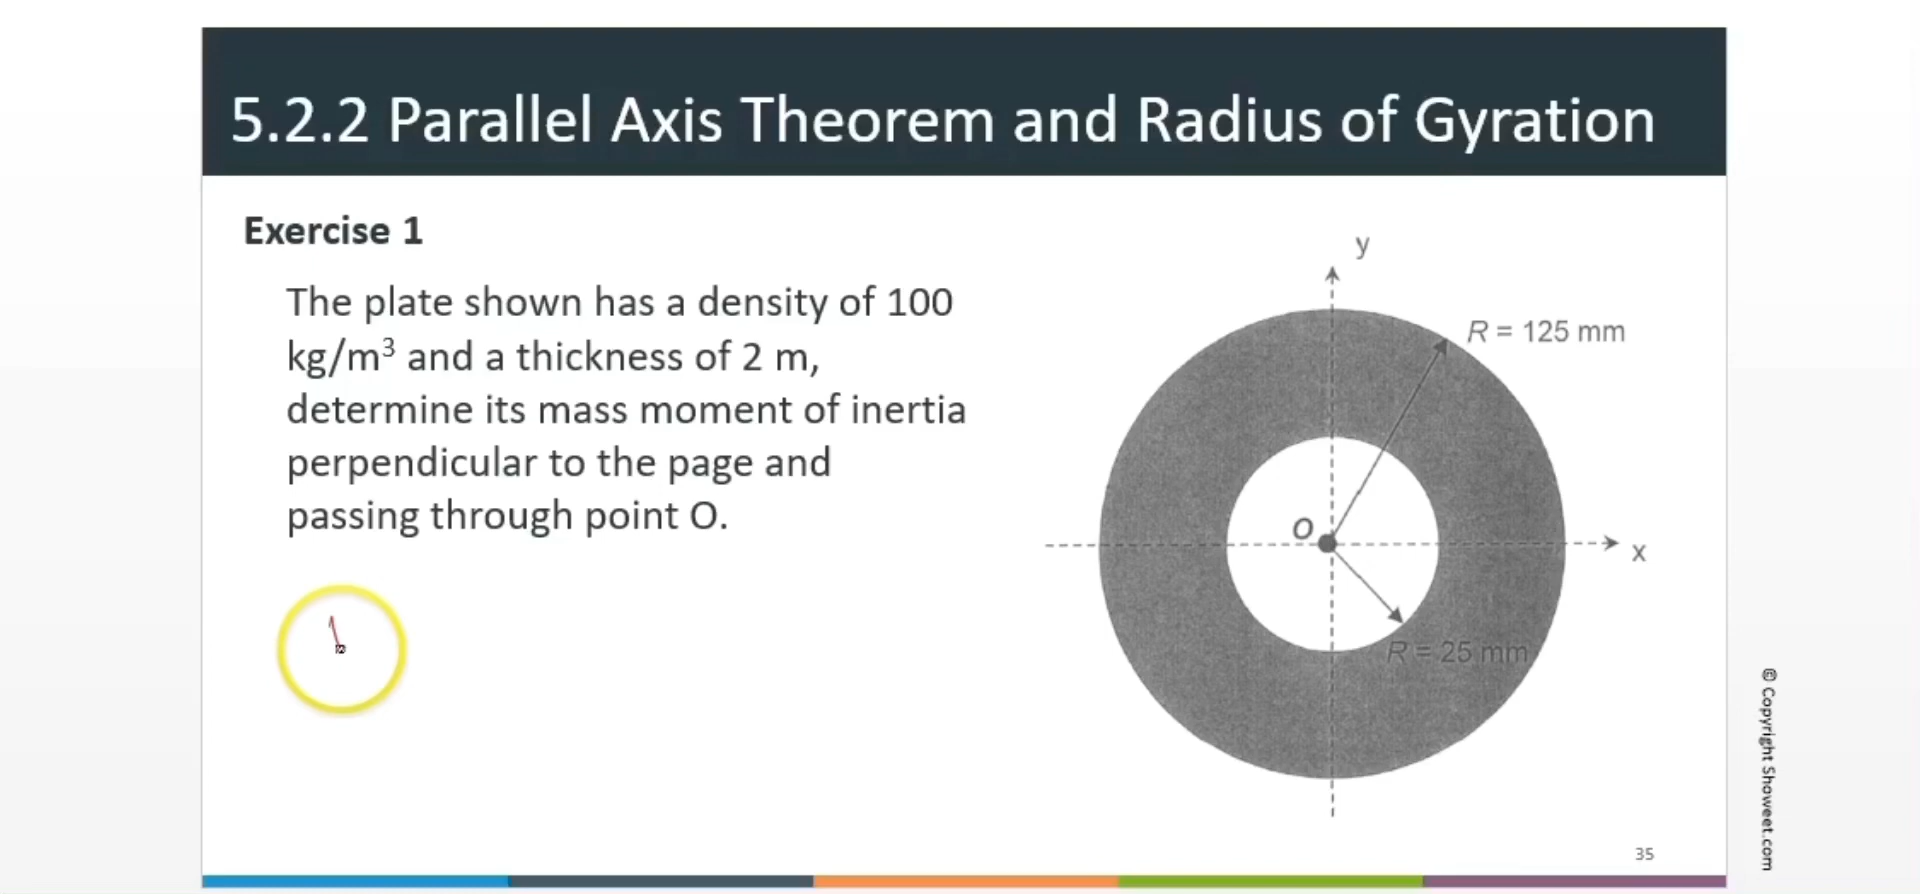 5.2.2 Parallel Axis Theorem and Radius of Gyration
Exercise 1
The plate shown has a density of 100
kg/m³ and a thickness of 2 m,
determine its mass moment of inertia
perpendicular to the page and
passing through point O.
y
R = 125 mm
O
x
R = 25 mm
35
© Copyright Showeet.com